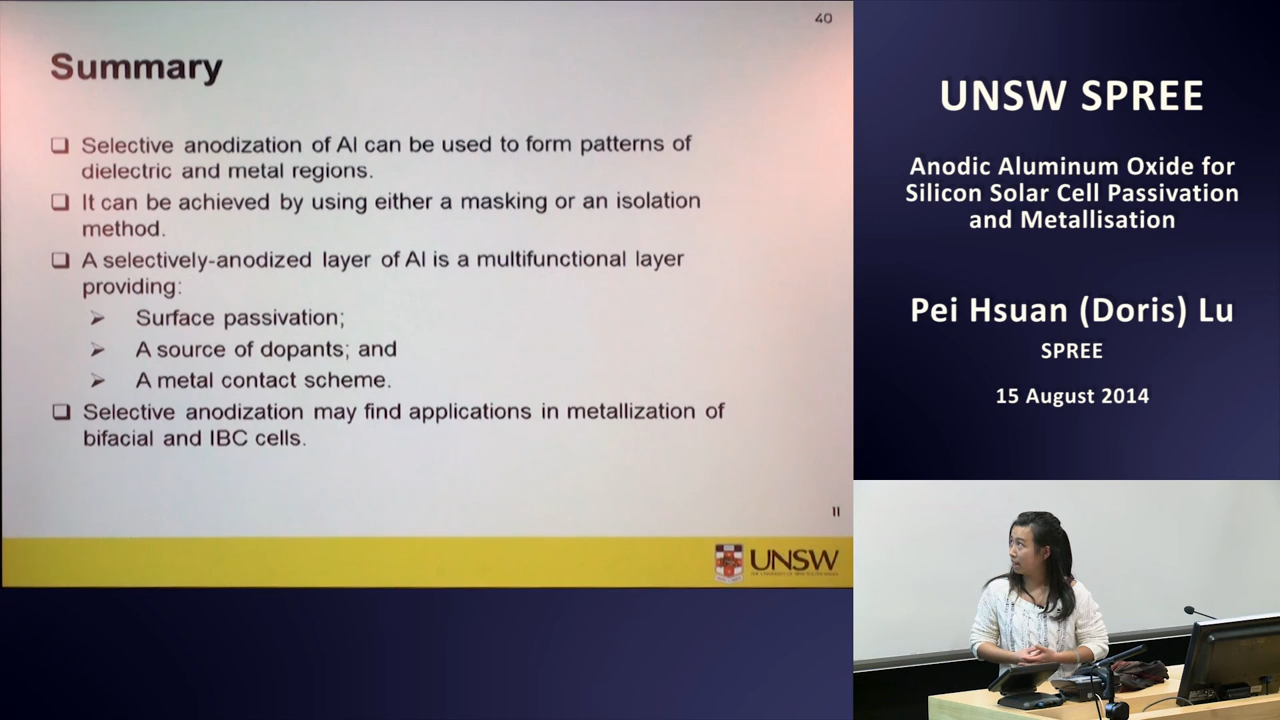 40
Summary
❑ Selective anodization of Al can be used to form patterns of
dielectric and metal regions.
❑ It can be achieved by using either a masking or an isolation
method.
❑ A selectively-anodized layer of Al is a multifunctional layer
providing:
➢ Surface passivation;
➢ A source of dopants; and
➢ A metal contact scheme.
❑ Selective anodization may find applications in metallization of
bifacial and IBC cells.
11
UNSW
UNSW SPREE
Anodic Aluminum Oxide for
Silicon Solar Cell Passivation
and Metallisation
Pei Hsuan (Doris) Lu
SPREE
15 August 2014